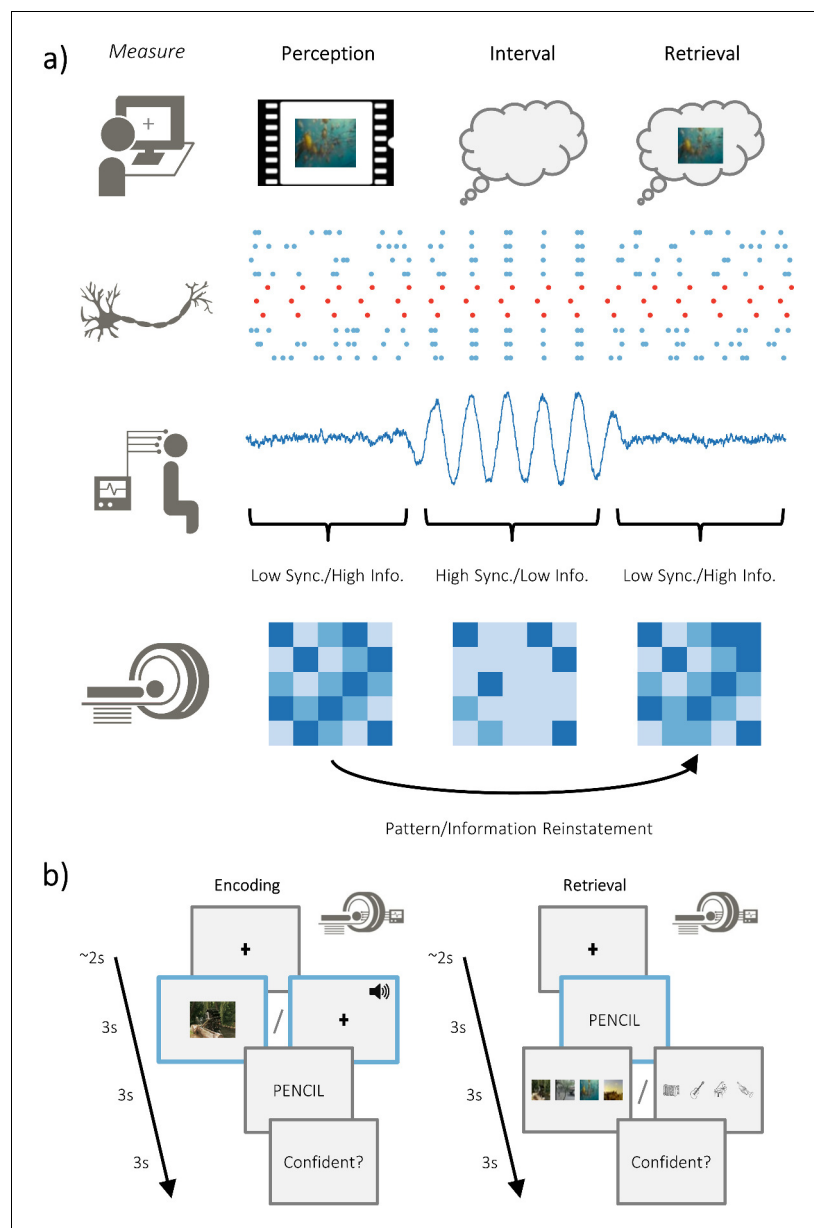 a)
Measure
Perception
Interval
Retrieval
Low Sync./High Info.
High Sync./Low Info.
Low Sync./High Info.
Pattern/Information Reinstatement
b)
Encoding
~2s
3s
/
PENCIL
3s
Confident?
3s
Retrieval
~2s
PENCIL
3s
/
3s
Confident?
3s